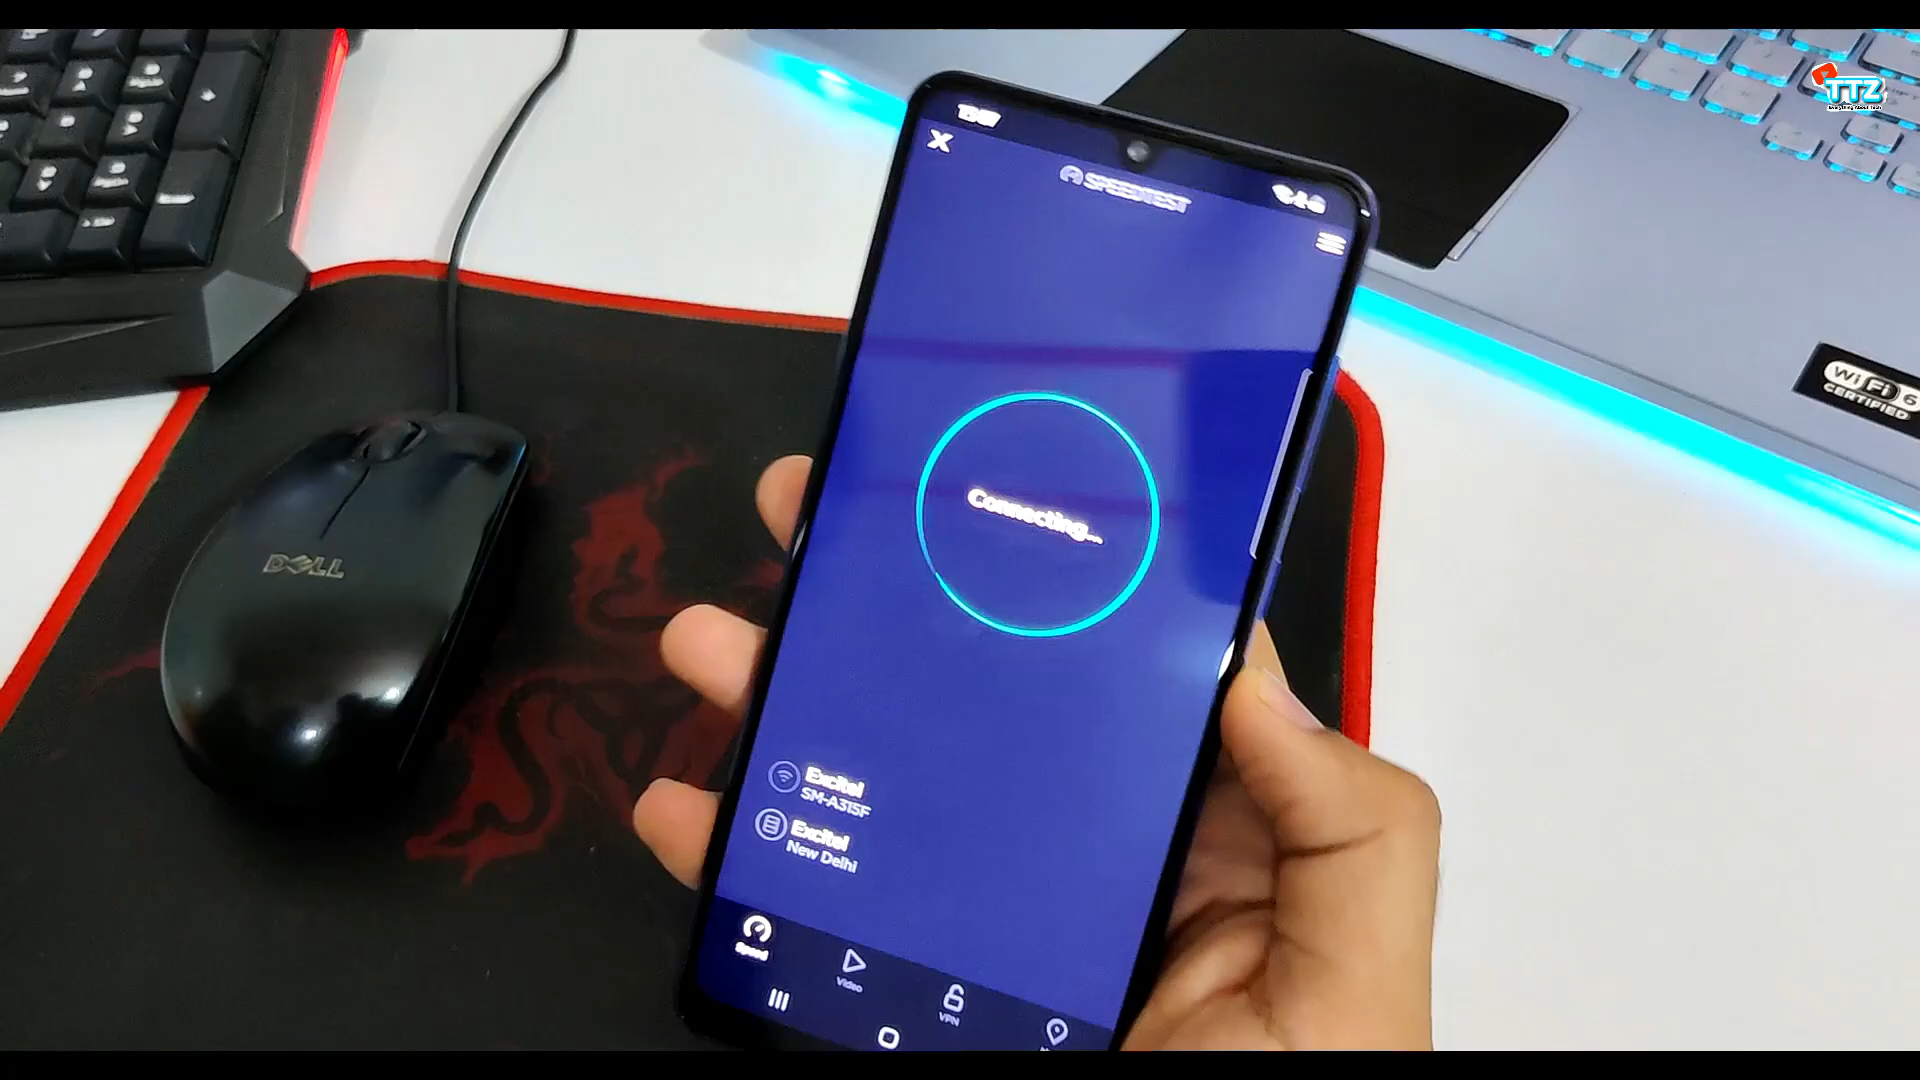 TTZ
X
SPEEDTEST
Connecting...
Excitel
SM-A315F
Excitel
New Delhi
Speed
Video
VPN
DELL
Wi Fi 6
CERTIFIED